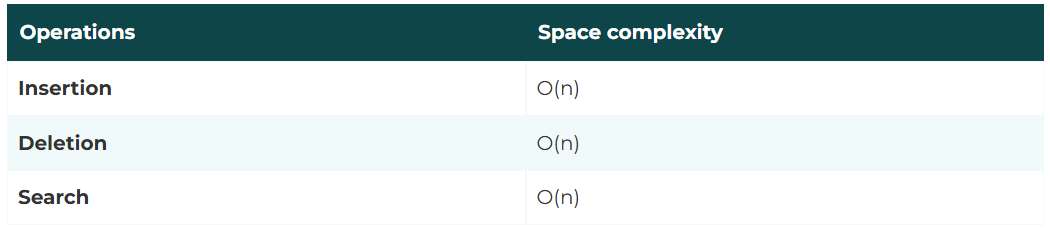 Operations Space complexity
Insertion O(n)
Deletion O(n)
Search O(n)